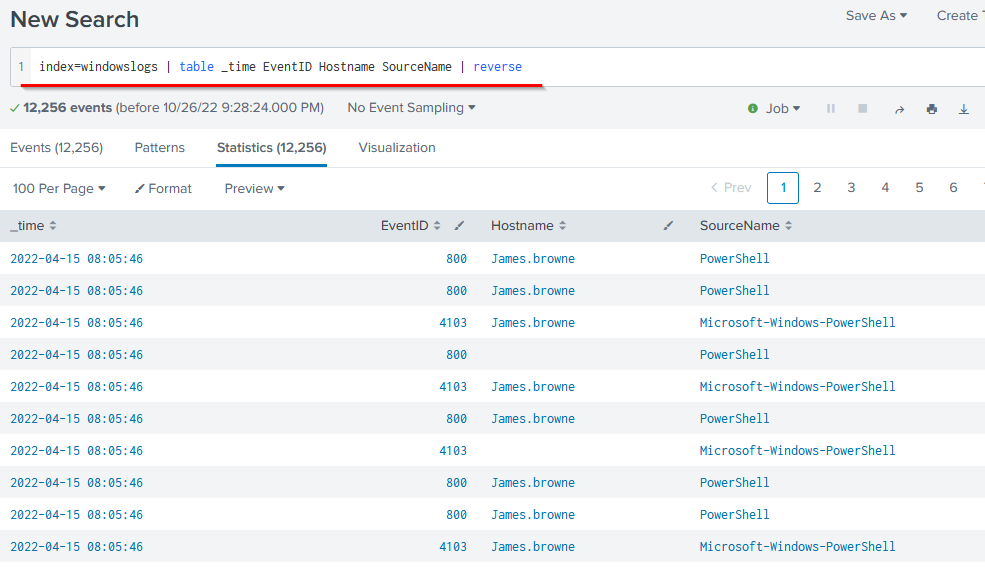 New Search
Save As
Create
1 index=windowslogs | table _time EventID Hostname SourceName | reverse
12,256 events (before 10/26/22 9:28:24.000 PM) No Event Sampling Job
Events (12,256) Patterns Statistics (12,256) Visualization
100 Per Page Format Preview < Prev 1 2 3 4 5 6
_time EventID Hostname SourceName
2022-04-15 08:05:46 800 James.browne PowerShell
2022-04-15 08:05:46 800 James.browne PowerShell
2022-04-15 08:05:46 4103 James.browne Microsoft-Windows-PowerShell
2022-04-15 08:05:46 800 PowerShell
2022-04-15 08:05:46 4103 James.browne Microsoft-Windows-PowerShell
2022-04-15 08:05:46 800 James.browne PowerShell
2022-04-15 08:05:46 4103 Microsoft-Windows-PowerShell
2022-04-15 08:05:46 800 James.browne PowerShell
2022-04-15 08:05:46 800 James.browne PowerShell
2022-04-15 08:05:46 4103 James.browne Microsoft-Windows-PowerShell